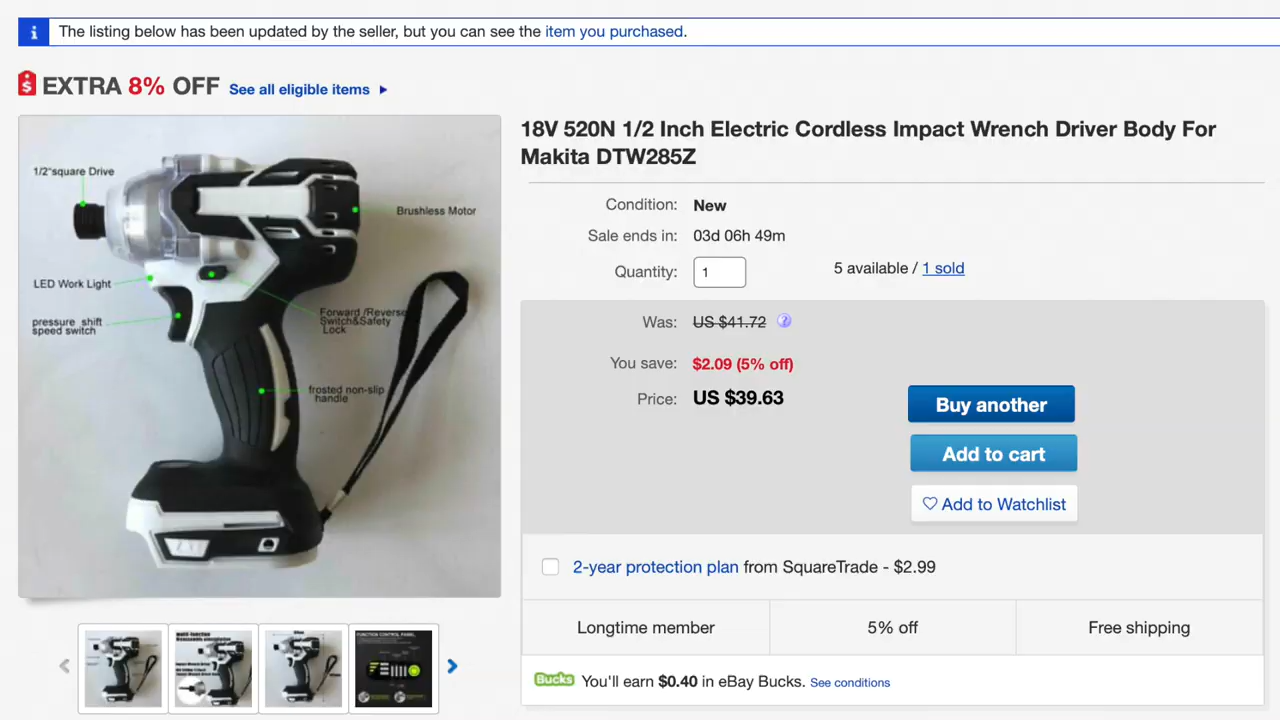 The listing below has been updated by the seller, but you can see the item you purchased.
EXTRA 8% OFF See all eligible items
18V 520N 1/2 Inch Electric Cordless Impact Wrench Driver Body For
Makita DTW285Z
1/2"square Drive
Brushless Motor
LED Work Light
pressure shift
speed switch
Forward /Reverse
Switch&Safety
Lock
frosted non-slip
handle
Condition: New
Sale ends in: 03d 06h 49m
Quantity: 1 5 available / 1 sold
Was: US $41.72
You save: $2.09 (5% off)
Price: US $39.63
Buy another
Add to cart
Add to Watchlist
2-year protection plan from SquareTrade - $2.99
Longtime member 5% off Free shipping
Bucks You'll earn $0.40 in eBay Bucks. See conditions
FUNCTION CONTROL PANEL